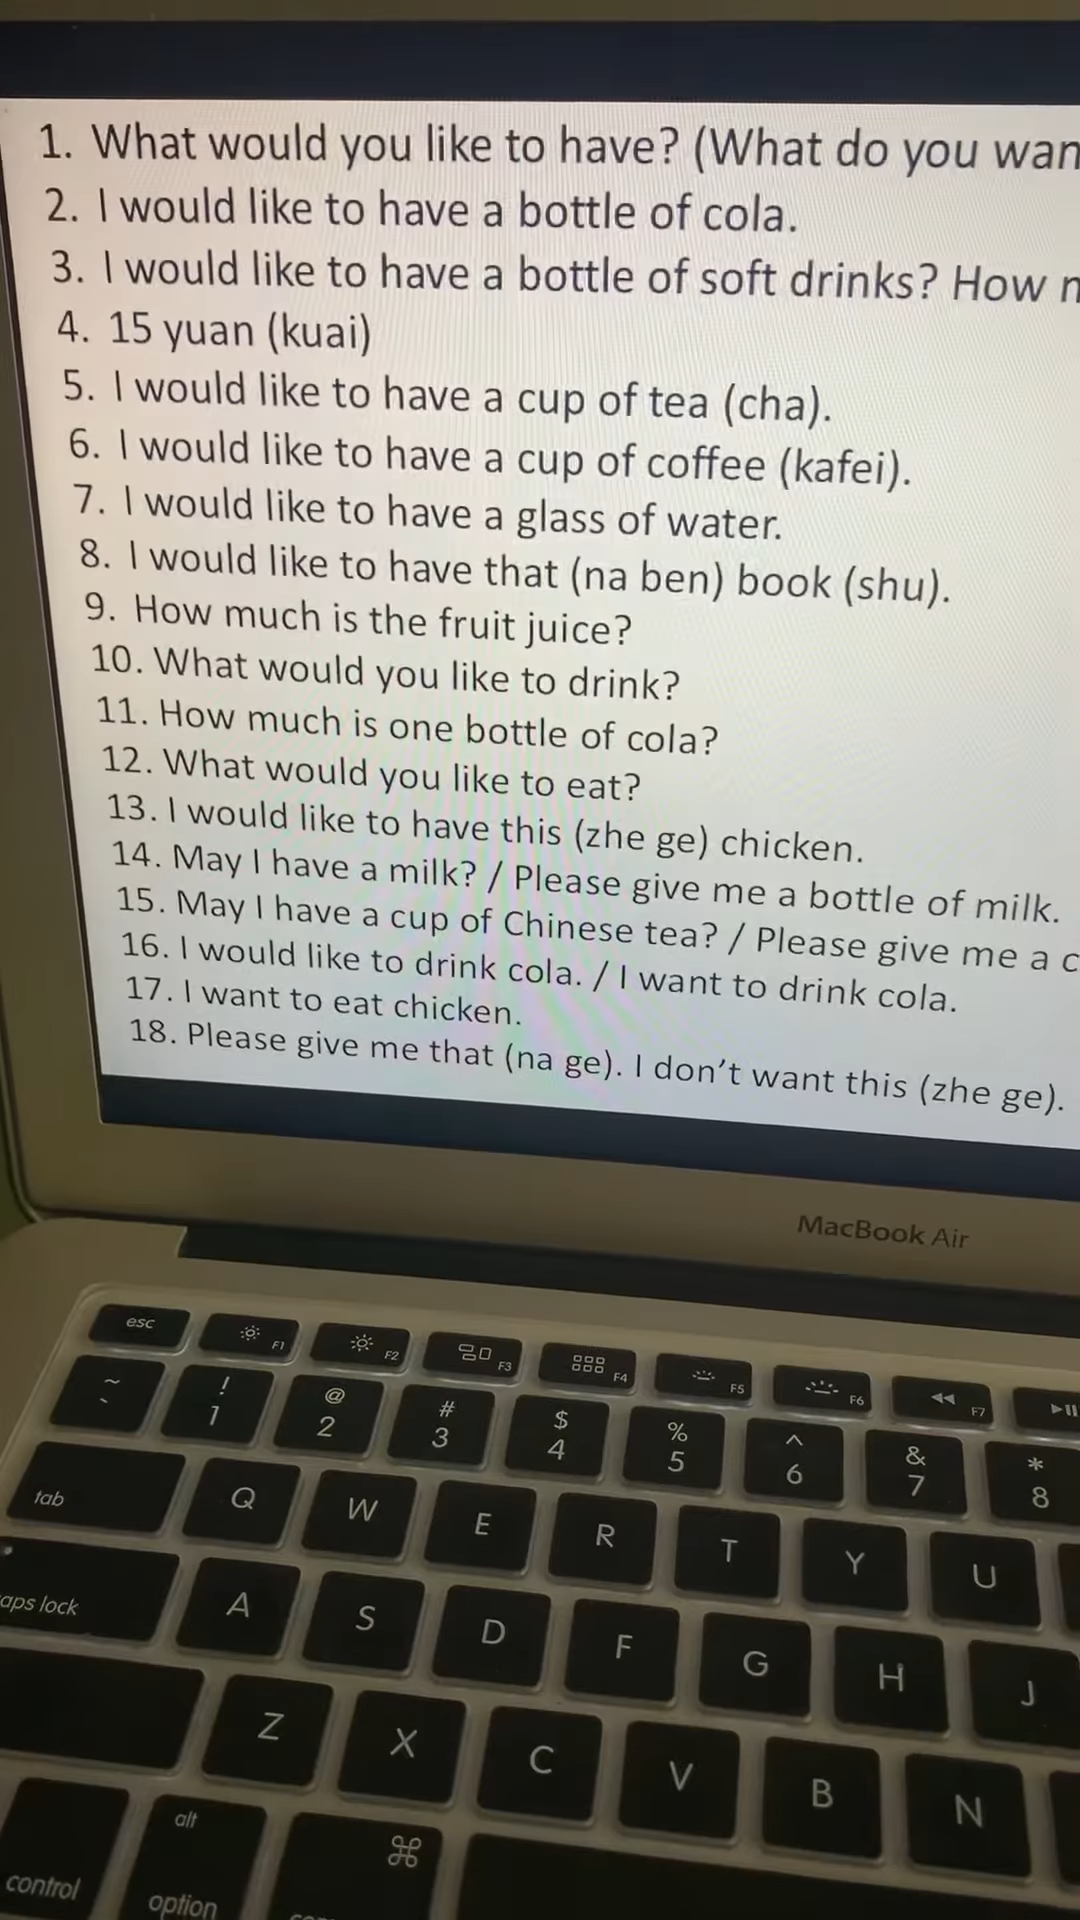 1. What would you like to have? (What do you
2. I would like to have a bottle of cola.
3. I would like to have a bottle of soft drinks? How
4. 15 yuan (kuai)
5. I would like to have a cup of tea (cha).
6. I would like to have a cup of coffee (kafei).
7. I would like to have a glass of water.
8. I would like to have that (na ben) book (shu).
9. How much is the fruit juice?
10. What would you like to drink?
11. How much is one bottle of cola?
12. What would you like to eat?
13. I would like to have this (zhe ge) chicken.
14. May I have a milk? / Please give me a bottle of milk.
15. May I have a cup of Chinese tea? / Please give me a
16. I would like to drink cola. / I want to drink cola.
17. I want to eat chicken.
18. Please give me that (na ge). I don't want this (zhe ge).
MacBook Air
esc F1 F2 F3 F4 F5 F6 F7
~ ! @ # $ % ^ & *
1 2 3 4 5 6 7 8
tab Q W E R T Y U
lock A S D F G H J
Z X C V B N
control alt option ⌘